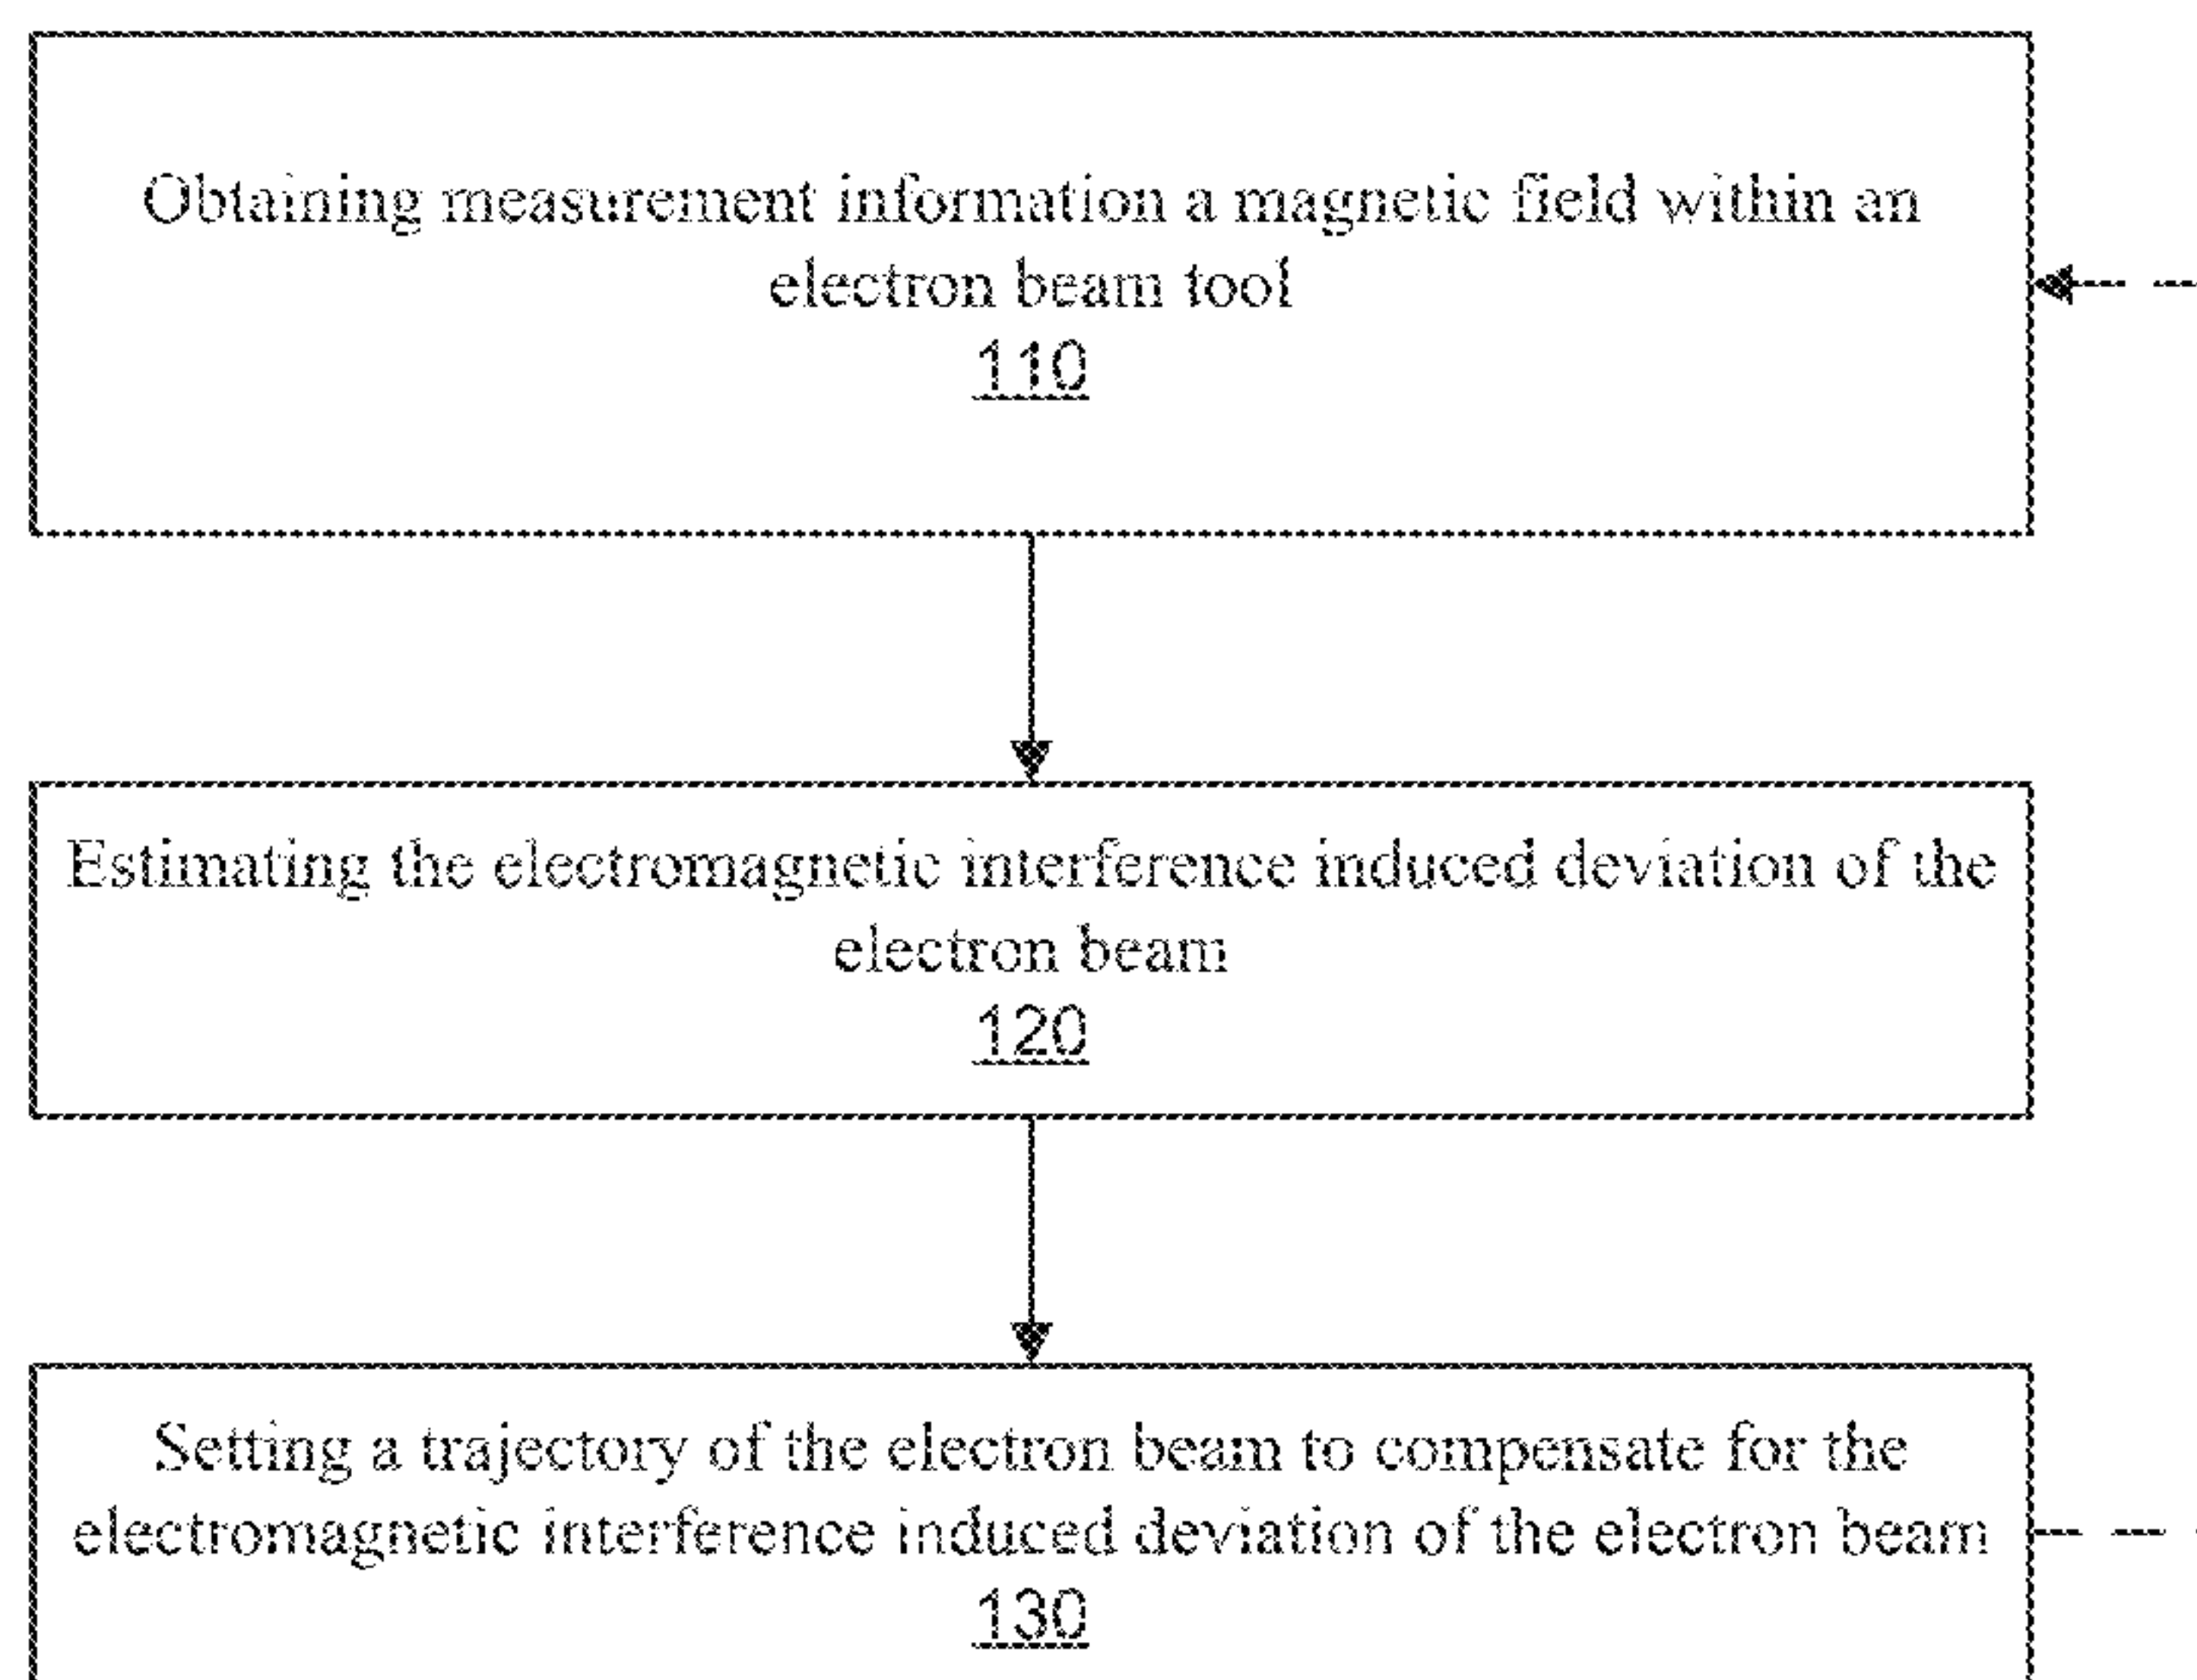 Obtaining measurement information a magnetic field within an
electron beam tool
110
Estimating the electromagnetic interference induced deviation of the
electron beam
120
Setting a trajectory of the electron beam to compensate for the
electromagnetic interference induced deviation of the electron beam
130